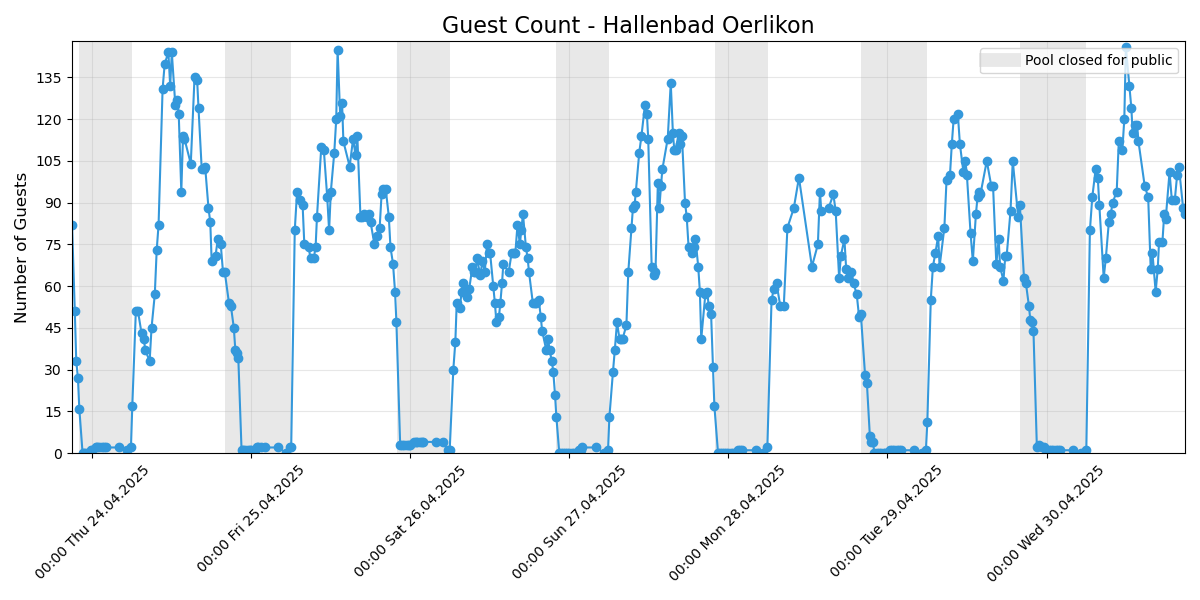 Guest Count - Hallenbad Oerlikon
Pool closed for public
Number of Guests
135
120
105
90
75
60
45
30
15
0
00:00 Thu 24.04.2025
00:00 Fri 25.04.2025
00:00 Sat 26.04.2025
00:00 Sun 27.04.2025
00:00 Mon 28.04.2025
00:00 Tue 29.04.2025
00:00 Wed 30.04.2025